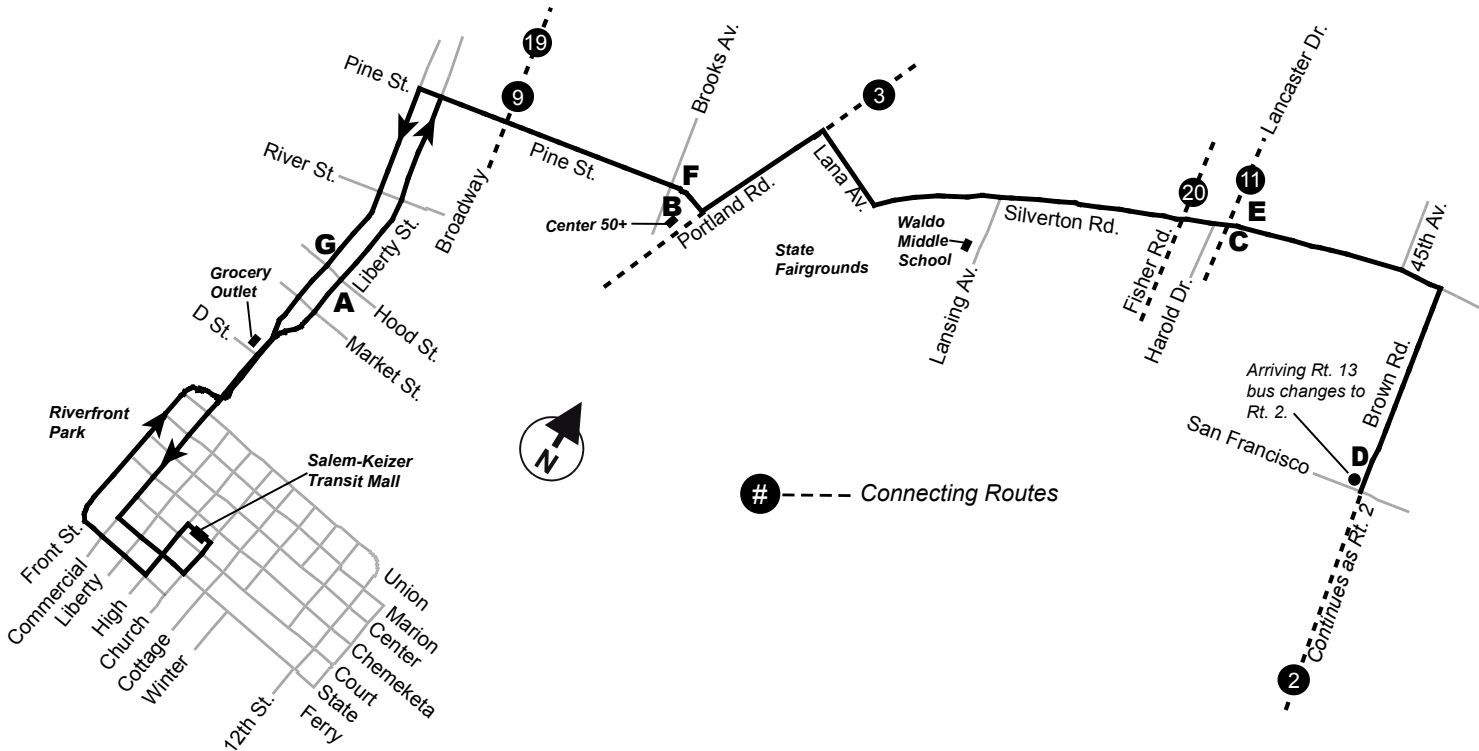 19
Lancaster Dr.
Brooks Av.
Pine St.
9
3
River St.
Pine St.
Lana Av.
F
B
Center 50+
Portland Rd.
Broadway
Liberty St.
20
11
E
C
Silverton Rd.
Waldo
Middle
School
State
Fairgrounds
Lansing Av.
Fisher Rd.
Harold Dr.
45th Av.
G
A
Grocery
Outlet
D St.
Hood St.
Market St.
Brown Rd.
Arriving Rt. 13
bus changes to
Rt. 2.
San Francisco
D
Riverfront
Park
Salem-Keizer
Transit Mall
N
#
Connecting Routes
Front St.
Commercial
Liberty
High
Church
Cottage
Winter
12th St.
Union
Marion
Center
Chemeketa
Court
State
Ferry
Continues as Rt. 2
2